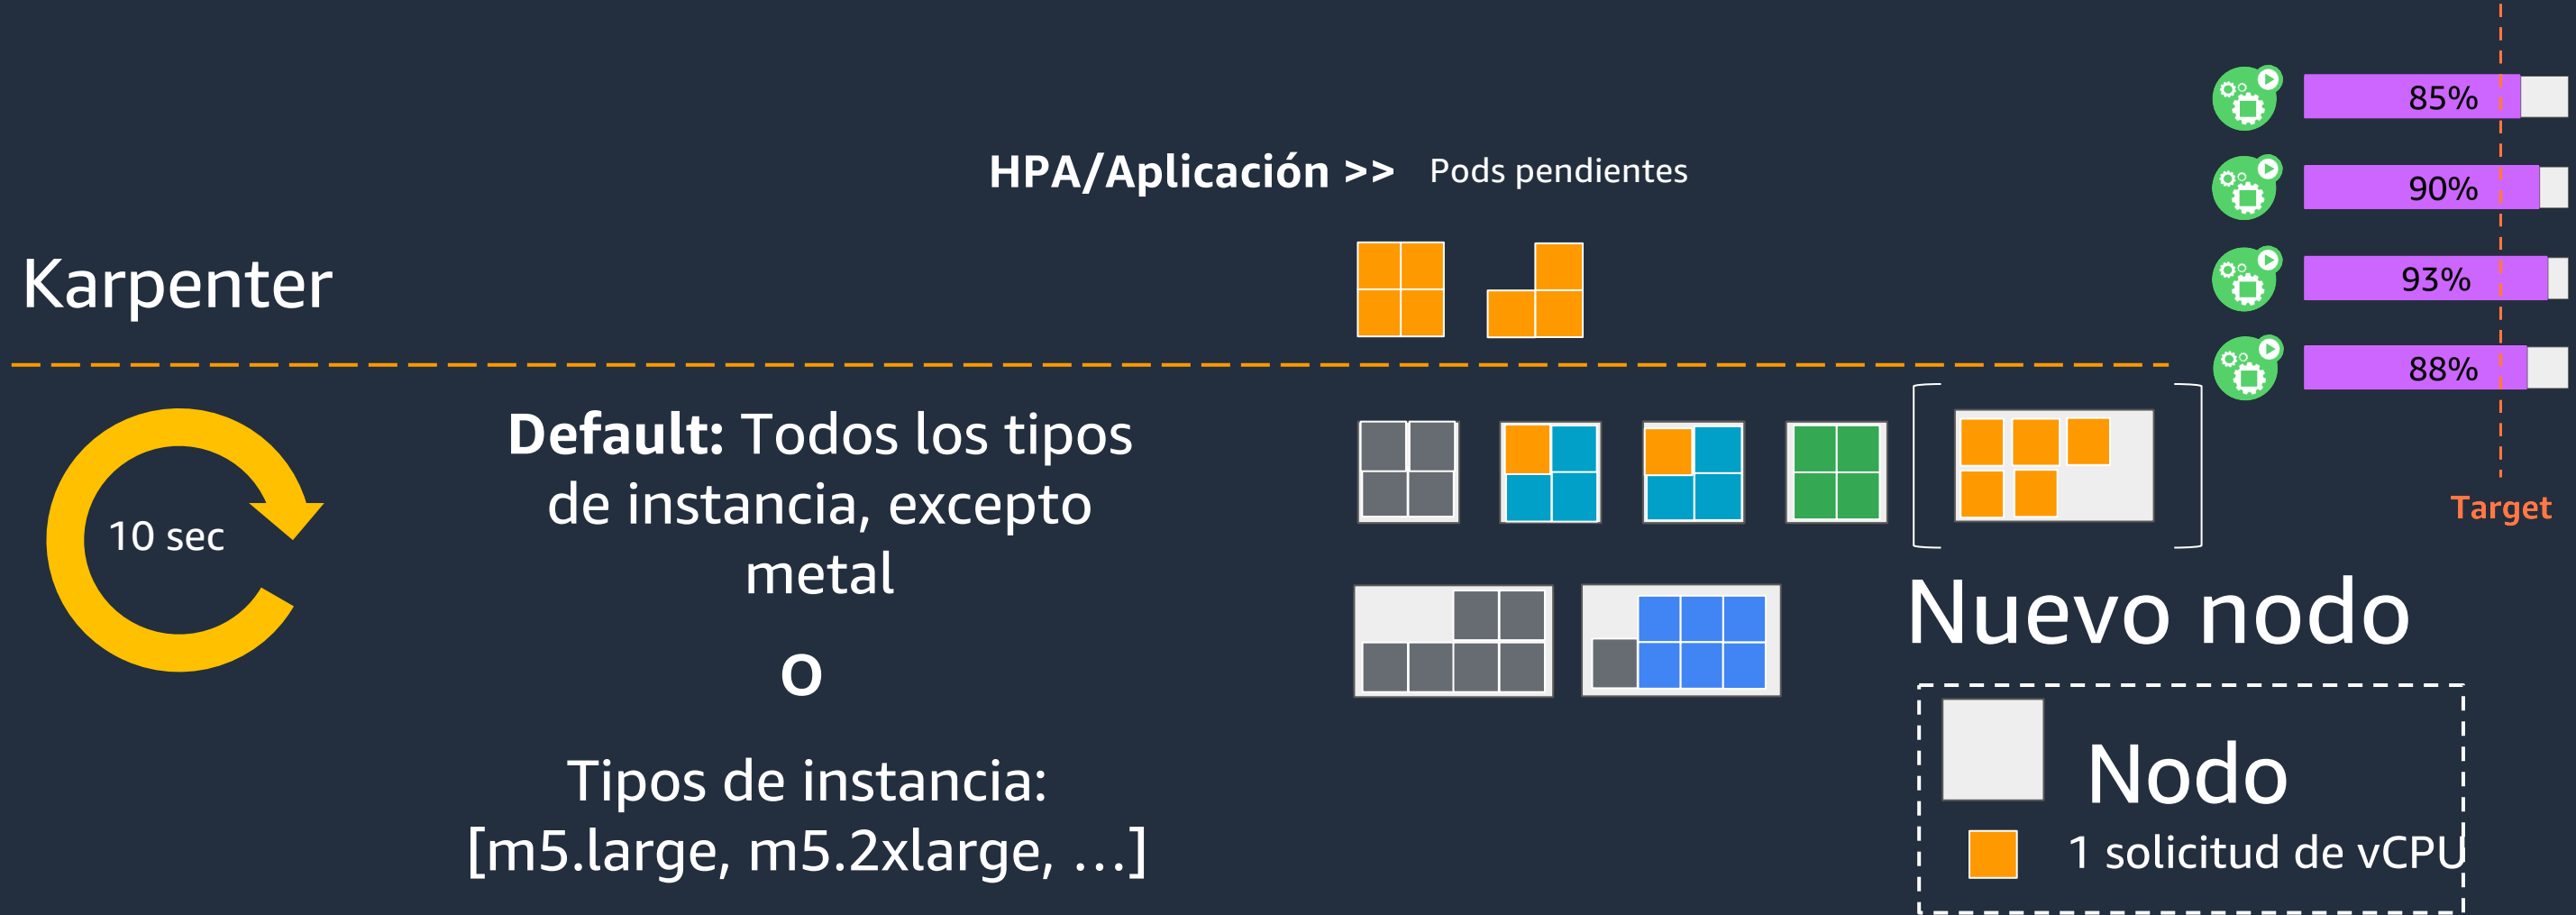 85%
HPA/Aplicación >> Pods pendientes
90%
Karpenter
93%
88%
10 sec
Default: Todos los tipos
de instancia, excepto
metal
O
Tipos de instancia:
[m5.large, m5.2xlarge, …]
Target
Nuevo nodo
Nodo
1 solicitud de vCPU